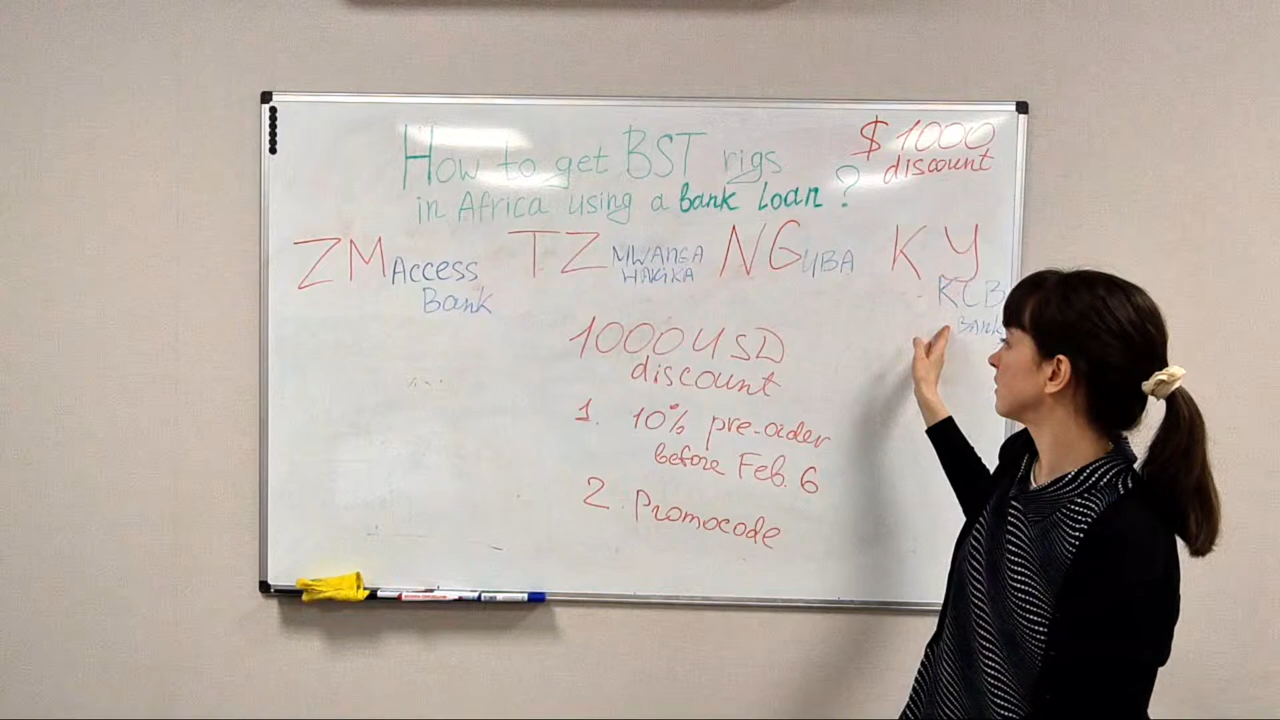 How to get BST rigs
in Africa using a bank loan?
$1000
discount
ZM Access
Bank
TZ MWANGA
HAKIKA
NG UBA
KY
KCB
BANK
1000 USD
discount
1. 10% pre-order
before Feb. 6
2. Promocode